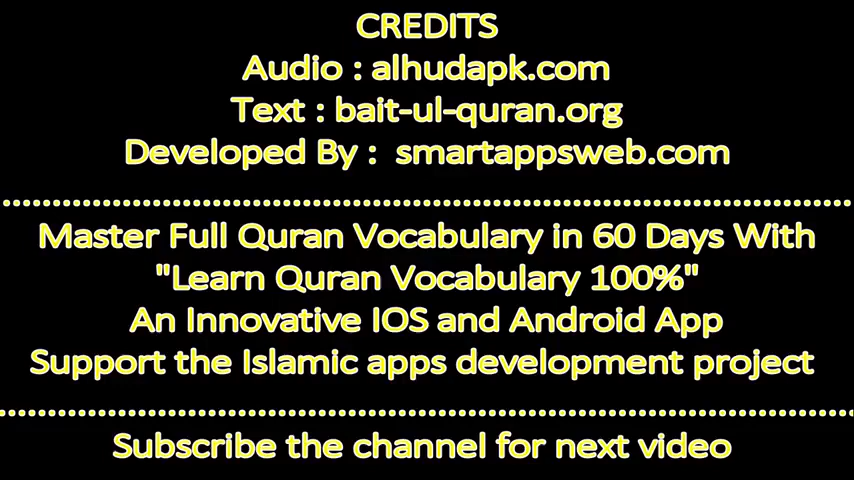 CREDITS
Audio : alhudapk.com
Text : bait-ul-quran.org
Developed By :  smartappsweb.com
Master Full Quran Vocabulary in 60 Days With
"Learn Quran Vocabulary 100%"
An Innovative IOS and Android App
Support the Islamic apps development project
Subscribe the channel for next video